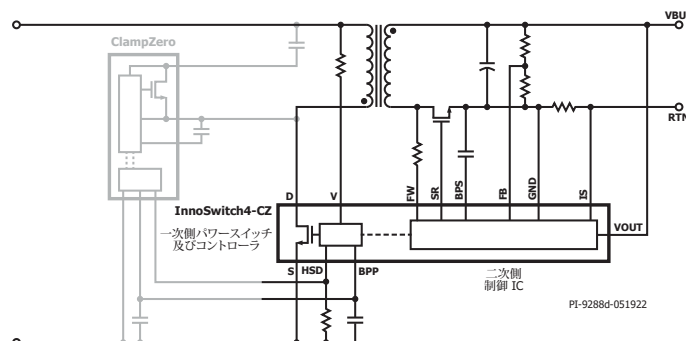 VBU
ClampZero
RTN
D
V
FW
SR
BPS
FB
GND
IS
InnoSwitch4-CZ
VOUT
一次側パワースイッチ
及びコントローラ
S
HSD
BPP
二次側
制御 IC
PI-9288d-051922